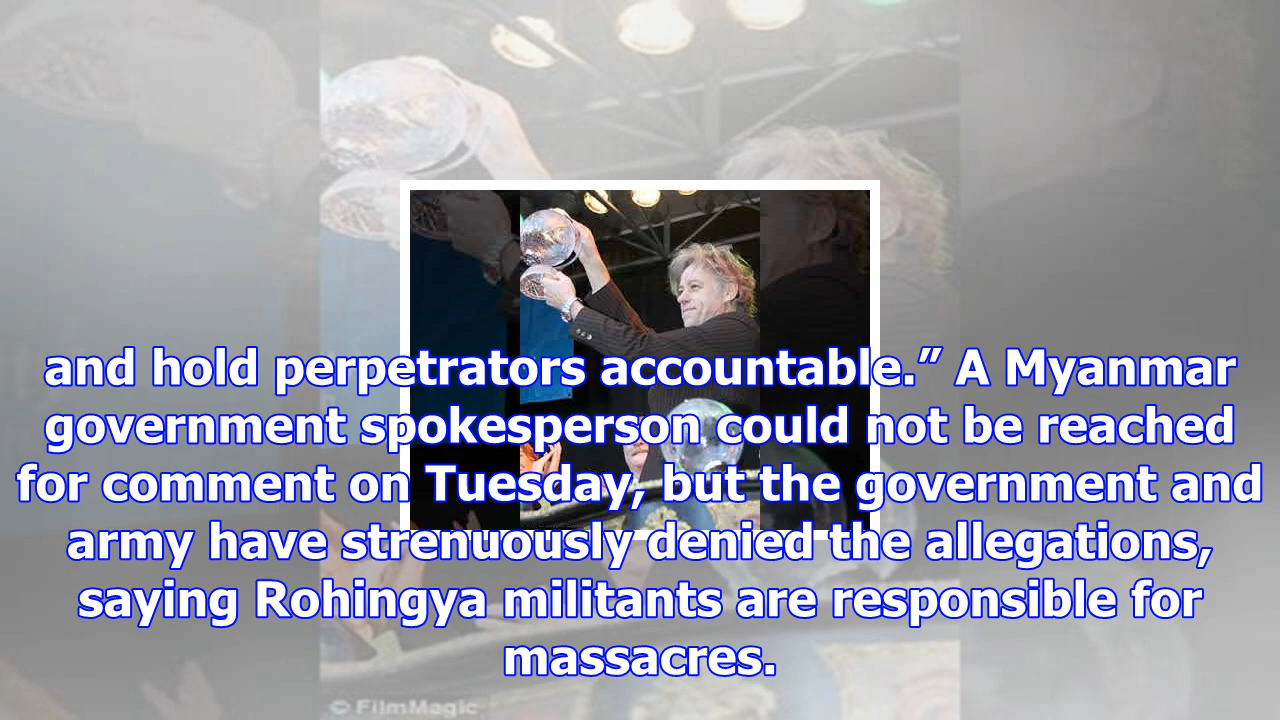 and hold perpetrators accountable.” A Myanmar
government spokesperson could not be reached
for comment on Tuesday, but the government and
army have strenuously denied the allegations,
saying Rohingya militants are responsible for
massacres.
© FilmMagic